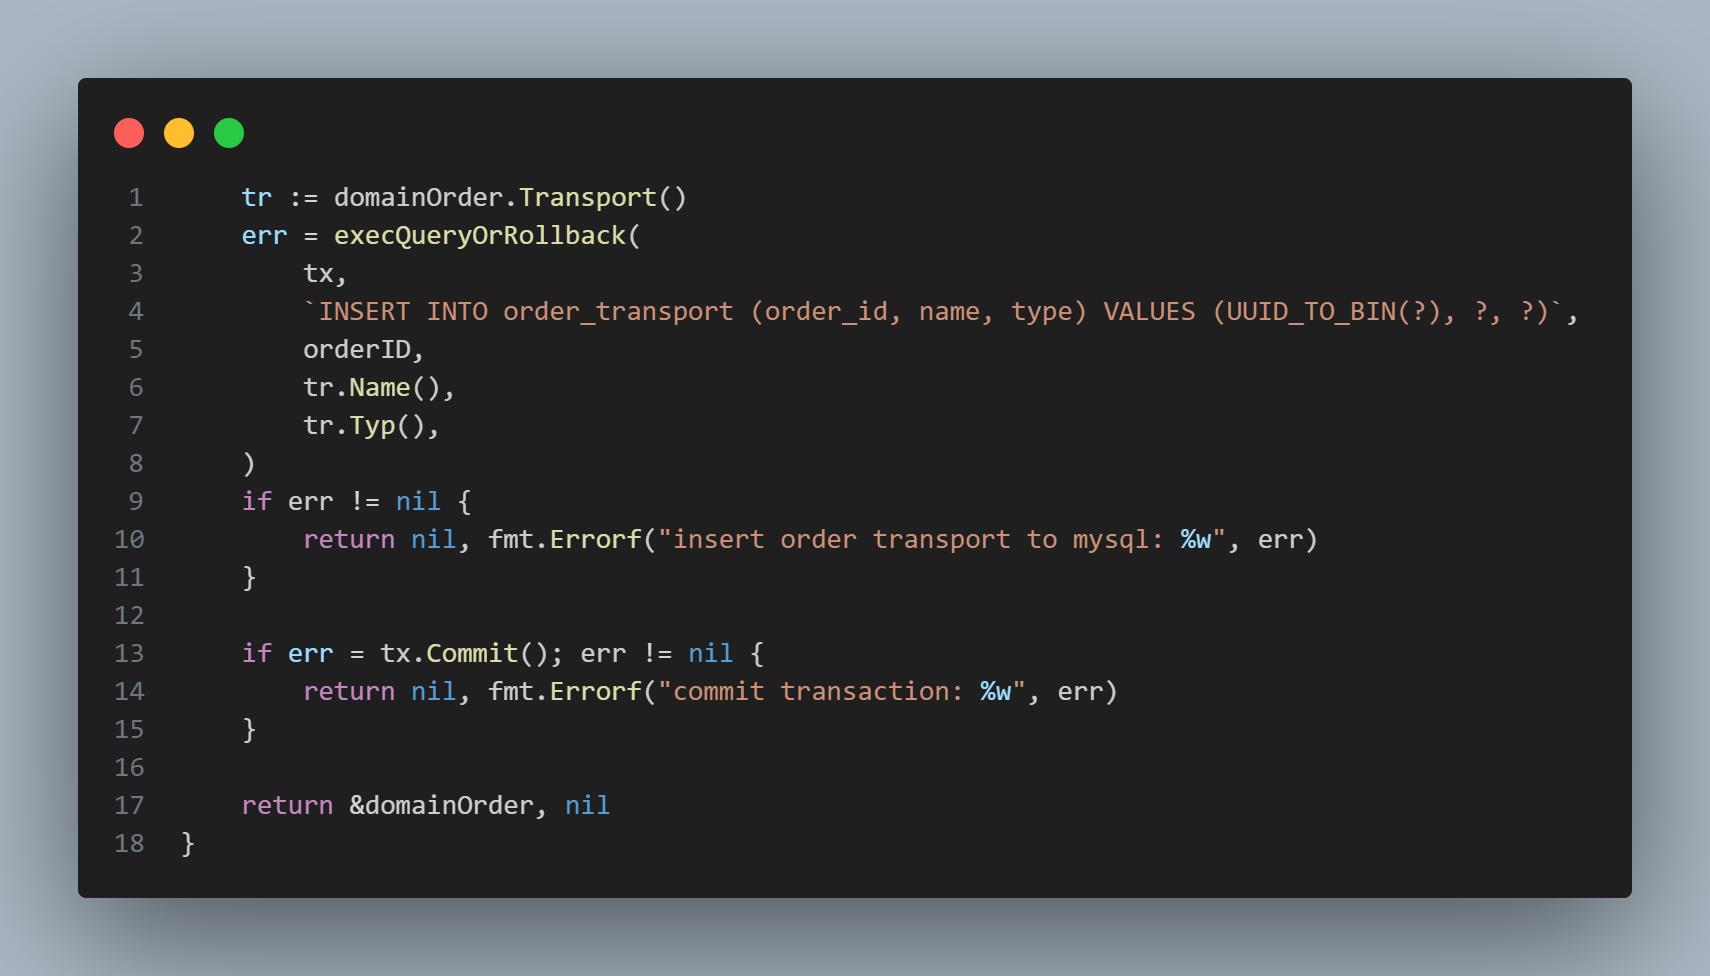 1 tr := domainOrder.Transport()
2 err = execQueryOrRollback(
3 tx,
4 `INSERT INTO order_transport (order_id, name, type) VALUES (UUID_TO_BIN(?), ?, ?)`,
5 orderID,
6 tr.Name(),
7 tr.Typ(),
8 )
9 if err != nil {
10 return nil, fmt.Errorf("insert order transport to mysql: %w", err)
11 }
12
13 if err = tx.Commit(); err != nil {
14 return nil, fmt.Errorf("commit transaction: %w", err)
15 }
16
17 return &domainOrder, nil
18 }